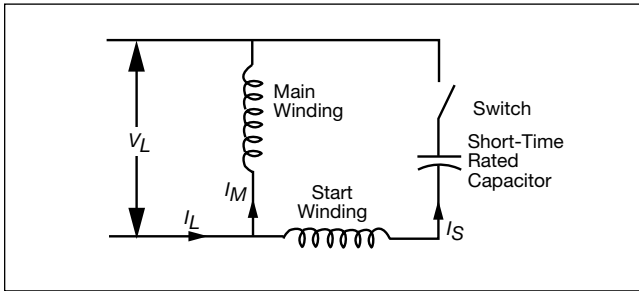 Main
Winding
Switch
V_L
Short-Time
Rated
Capacitor
I_M
Start
Winding
I_L
I_S